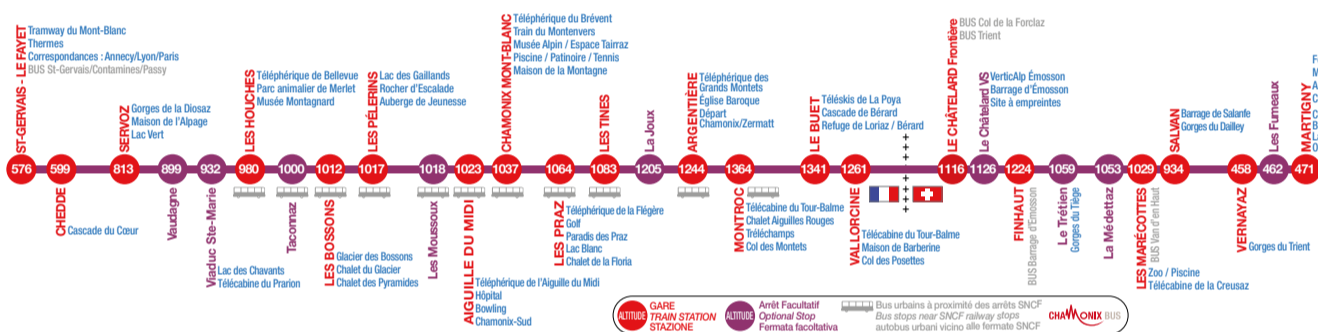 ST-GERVAIS - LE FAYET
Tramway du Mont-Blanc
Thermes
Correspondances : Annecy/Lyon/Paris
BUS St-Gervais/Contamines/Passy
576
CHEDDE
599
Cascade du Cœur
SERVOZ
813
Gorges de la Diosaz
Maison de l'Alpage
Lac Vert
899
Vaudagne
932
Viaduc Ste-Marie
Lac des Chavants
Télécabine du Prarion
LES HOUCHES
980
Téléphérique de Bellevue
Parc animalier de Merlet
Musée Montagnard
1000
Taconnaz
1012
LES BOSSONS
Glacier des Bossons
Chalet du Glacier
Chalet des Pyramides
LES PÉLERINS
1017
Lac des Gaillands
Rocher d'Escalade
Auberge de Jeunesse
1018
Les Moussoux
1023
AIGUILLE DU MIDI
Téléphérique de l'Aiguille du Midi
Hôpital
Bowling
Chamonix-Sud
CHAMONIX MONT-BLANC
1037
Téléphérique du Brévent
Train du Montenvers
Musée Alpin / Espace Tairraz
Piscine / Patinoire / Tennis
Maison de la Montagne
1064
LES PRAZ
Téléphérique de la Flégère
Golf
Paradis des Praz
Lac Blanc
Chalet de la Floria
LES TINES
1083
La Joux
1205
ARGENTIÈRE
1244
Téléphérique des
Grands Montets
Église Baroque
Départ
Chamonix/Zermatt
1364
MONTROC
Télécabine du Tour-Balme
Chalet Aiguilles Rouges
Tréléchamps
Col des Montets
LE BUET
1341
Téléskis de La Poya
Cascade de Bérard
Refuge de Loriaz / Bérard
1261
VALLORCINE
Télécabine du Tour-Balme
Maison de Barberine
Col des Posettes
LE CHÂTELARD Frontière
1116
BUS Col de la Forclaz
BUS Trient
Le Châtelard VS
1126
VerticAlp Émosson
Barrage d'Émosson
Site à empreintes
1224
FINHAUT
BUS Barrage d'Emosson
1059
Le Trétien
Gorges du Tiège
1053
La Médettaz
1029
LES MARÉCOTTES
BUS Van d'en Haut
Zoo / Piscine
Télécabine de la Creusaz
SALVAN
934
Barrage de Salanfe
Gorges du Dailley
458
VERNAYAZ
Gorges du Trient
Les Fumeaux
462
MARTIGNY
471
ALTITUDE
GARE
TRAIN STATION
STAZIONE
ALTITUDE
Arrêt Facultatif
Optional Stop
Fermata facoltativa
Bus urbains à proximité des arrêts SNCF
Bus stops near SNCF railway stops
autobus urbani vicino alle fermate SNCF
CHAMONIX BUS